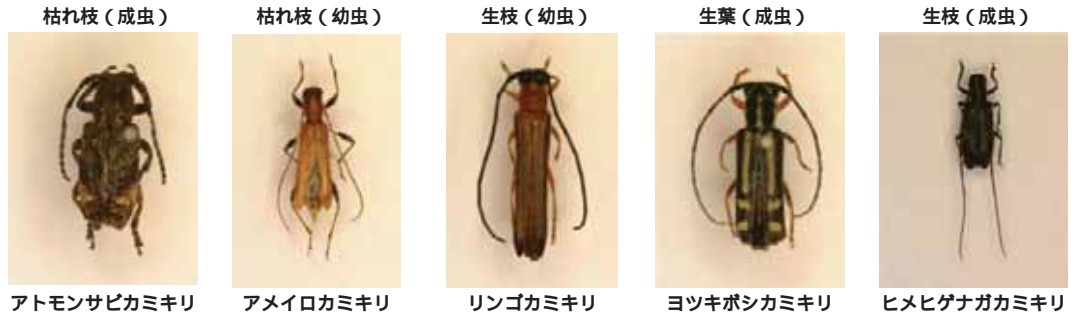 枯れ枝(成虫)
枯れ枝(幼虫)
生枝(幼虫)
生葉(成虫)
生枝(成虫)
アトモンサビカミキリ
アメイロカミキリ
リンゴカミキリ
ヨツキボシカミキリ
ヒメヒゲナガカミキリ